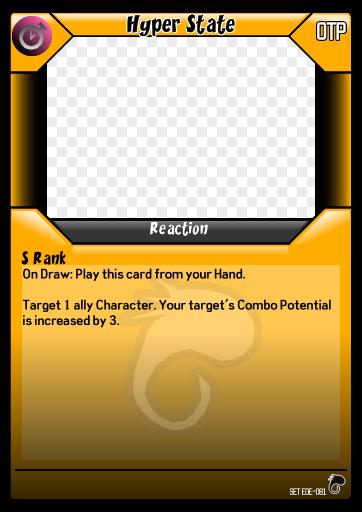 Hyper State
OTP
Reaction
S Rank
On Draw: Play this card from your Hand.
Target 1 ally Character. Your target's Combo Potential
is increased by 3.
SET EOE-081